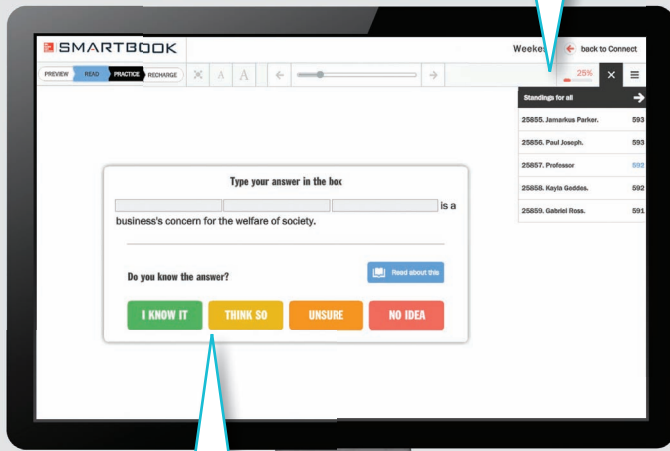 SMARTBOOK
Weekes
back to Connect
PREVIEW READ PRACTICE RECHARGE A A
25%
Standings for all
25855. Jamarkus Parker. 593
25856. Paul Joseph. 593
25857. Professor 592
25858. Kayla Geddes. 592
25859. Gabriel Ross. 591
Type your answer in the box
is a
business's concern for the welfare of society.
Do you know the answer?
Read about this
I KNOW IT THINK SO UNSURE NO IDEA